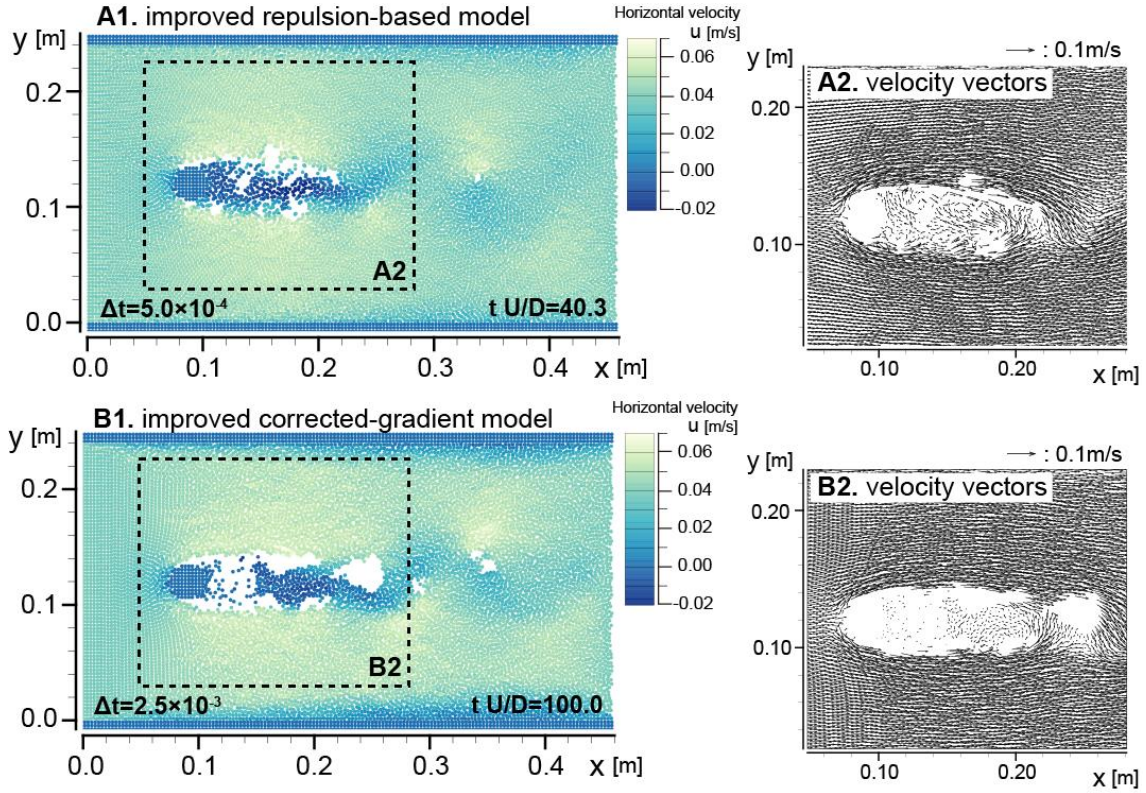 A1. improved repulsion-based model
y [m]
0.2
0.1
0.0
A2
Δt=5.0×10⁻⁴
t U/D=40.3
0.0 0.1 0.2 0.3 0.4 x [m]
Horizontal velocity
u [m/s]
0.06
0.04
0.02
0.00
-0.02
: 0.1m/s
y [m]
A2. velocity vectors
0.20
0.10
0.10 0.20
x [m]
B1. improved corrected-gradient model
y [m]
0.2
0.1
0.0
B2
Δt=2.5×10⁻³
t U/D=100.0
0.0 0.1 0.2 0.3 0.4 x [m]
Horizontal velocity
u [m/s]
0.06
0.04
0.02
0.00
-0.02
: 0.1m/s
y [m]
B2. velocity vectors
0.20
0.10
0.10 0.20
x [m]